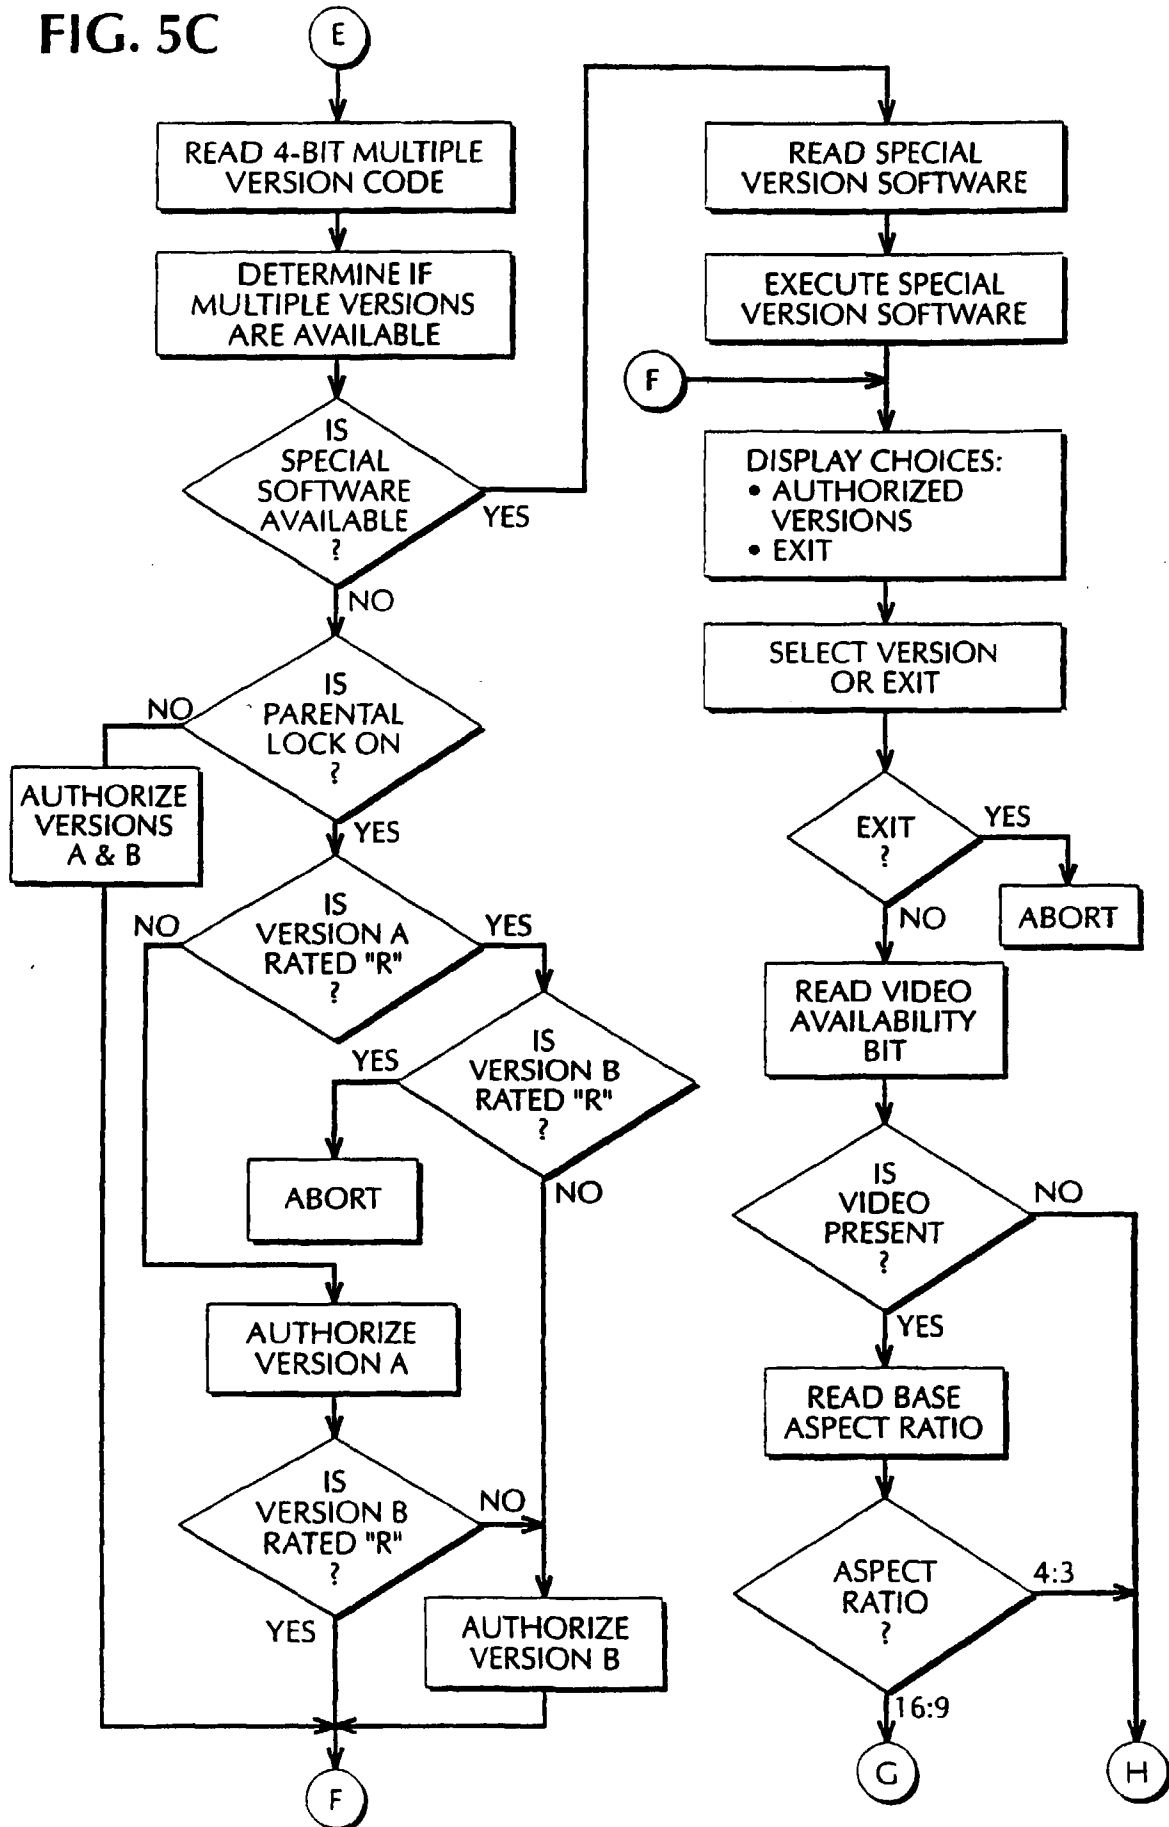 FIG. 5C
E
READ 4-BIT MULTIPLE
VERSION CODE
DETERMINE IF
MULTIPLE VERSIONS
ARE AVAILABLE
IS
SPECIAL
SOFTWARE
AVAILABLE
?
YES
NO
IS
PARENTAL
LOCK ON
?
NO
YES
AUTHORIZE
VERSIONS
A & B
IS
VERSION A
RATED "R"
?
NO
YES
IS
VERSION B
RATED "R"
?
YES
NO
ABORT
AUTHORIZE
VERSION A
IS
VERSION B
RATED "R"
?
NO
YES
AUTHORIZE
VERSION B
F
READ SPECIAL
VERSION SOFTWARE
EXECUTE SPECIAL
VERSION SOFTWARE
F
DISPLAY CHOICES:
• AUTHORIZED
VERSIONS
• EXIT
SELECT VERSION
OR EXIT
EXIT
?
YES
NO
ABORT
READ VIDEO
AVAILABILITY
BIT
IS
VIDEO
PRESENT
?
NO
YES
READ BASE
ASPECT RATIO
ASPECT
RATIO
?
4:3
16:9
G
H